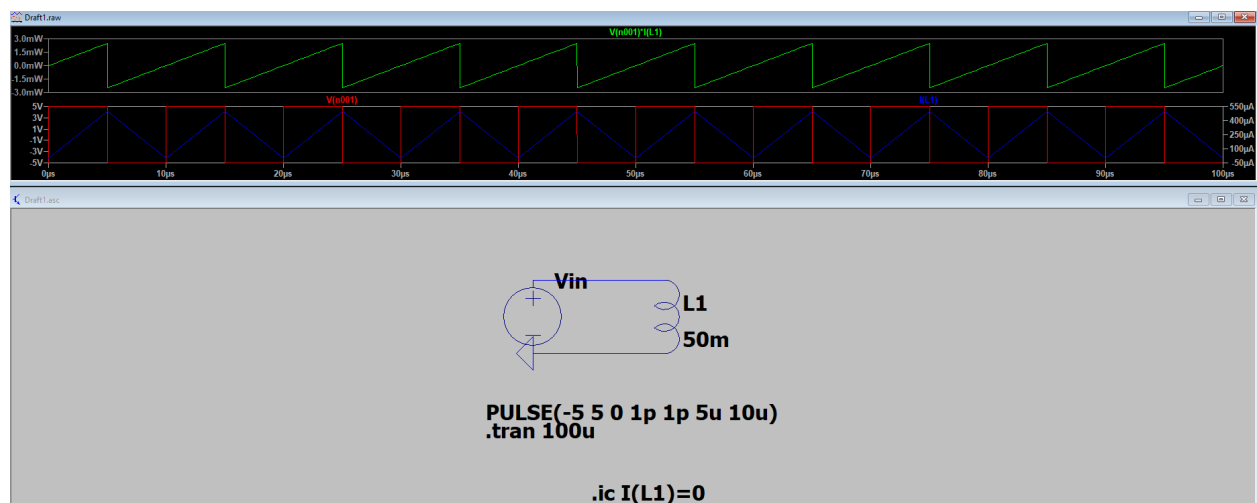 Draft1.raw
V(n001)*I(L1)
3.0mW
1.5mW
0.0mW
-1.5mW
-3.0mW
V(n001) I(L1)
5V 550µA
3V 400µA
1V 250µA
-1V
-3V 100µA
-5V -50µA
0µs 10µs 20µs 30µs 40µs 50µs 60µs 70µs 80µs 90µs 100µs
Draft1.asc
Vin
L1
50m
PULSE(-5 5 0 1p 1p 5u 10u)
.tran 100u
.ic I(L1)=0